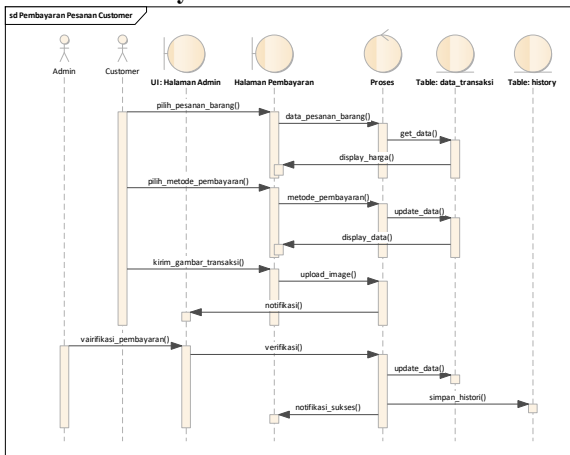 sd Pembayaran Pesanan Customer
Admin
Customer
UI: Halaman Admin
Halaman Pembayaran
Proses
Table: data_transaksi
Table: history
pilih_pesanan_barang()
data_pesanan_barang()
get_data()
display_harga()
pilih_metode_pembayaran()
metode_pembayaran()
update_data()
display_data()
kirim_gambar_transaksi()
upload_image()
notifikasi()
vairifikasi_pembayaran()
verifikasi()
update_data()
simpan_histori()
notifikasi_sukses()